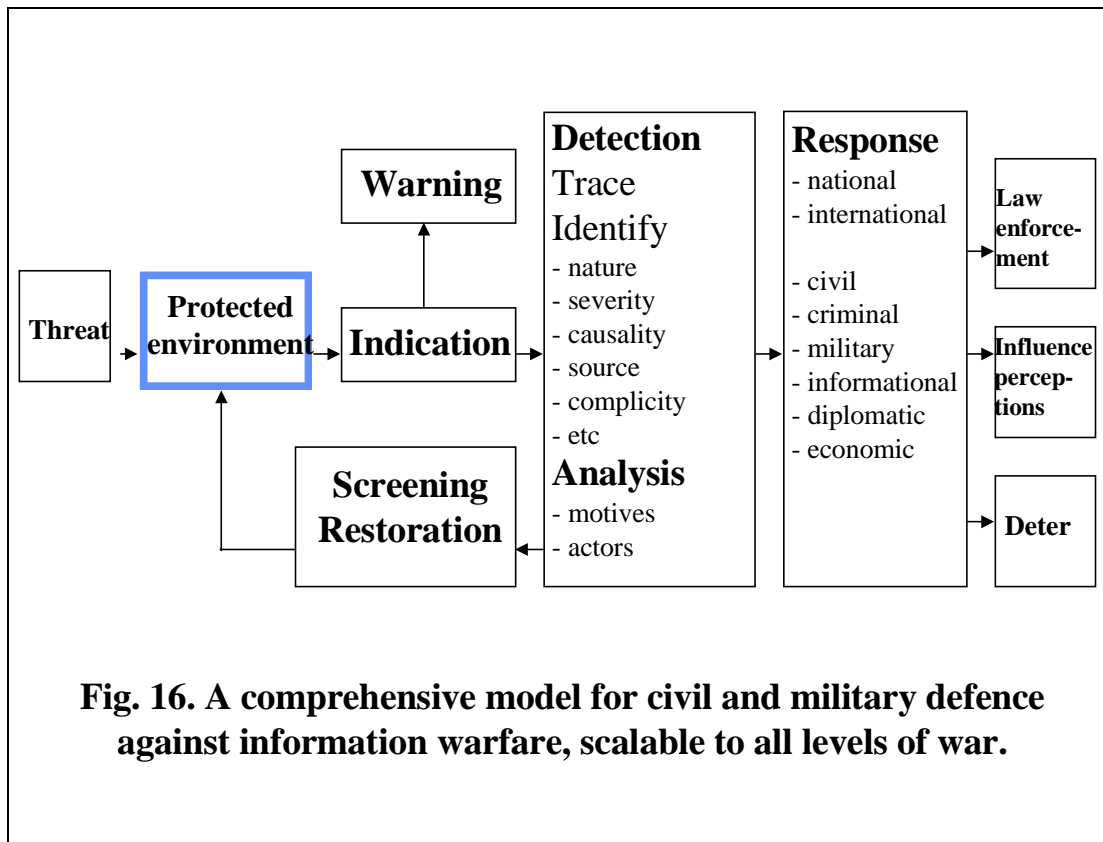 Threat
Protected
environment
Warning
Indication
Screening
Restoration
Detection
Trace
Identify
- nature
- severity
- causality
- source
- complicity
- etc
Analysis
- motives
- actors
Response
- national
- international
- civil
- criminal
- military
- informational
- diplomatic
- economic
Law
enforce-
ment
Influence
percep-
tions
Deter
Fig. 16. A comprehensive model for civil and military defence
against information warfare, scalable to all levels of war.